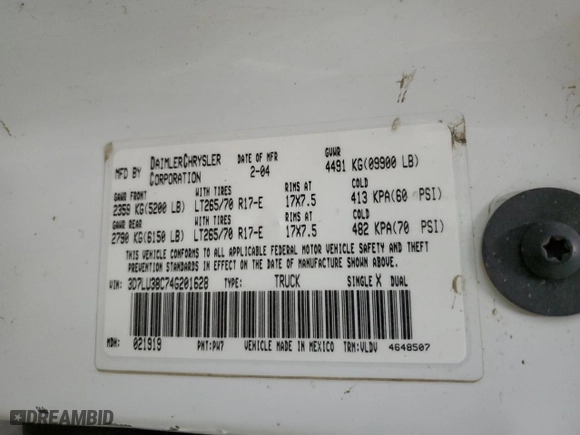 MFD BY DAIMLERCHRYSLER CORPORATION
DATE OF MFR 2-04
GVWR 4491 KG(09900 LB)
GAWR FRONT WITH TIRES RIMS AT COLD
2359 KG(5200 LB) LT265/70 R17-E 17X7.5 413 KPA(60 PSI)
GAWR REAR WITH TIRES RIMS AT COLD
2790 KG(6150 LB) LT265/70 R17-E 17X7.5 482 KPA(70 PSI)
THIS VEHICLE CONFORMS TO ALL APPLICABLE FEDERAL MOTOR VEHICLE SAFETY AND THEFT
PREVENTION STANDARDS IN EFFECT ON THE DATE OF MANUFACTURE SHOWN ABOVE.
VIN: 3D7LU38C74G201628 TYPE: TRUCK SINGLE X DUAL
MDH: 021919 PNT:PW7 VEHICLE MADE IN MEXICO TRM:VLDV 4648507
DREAMBID